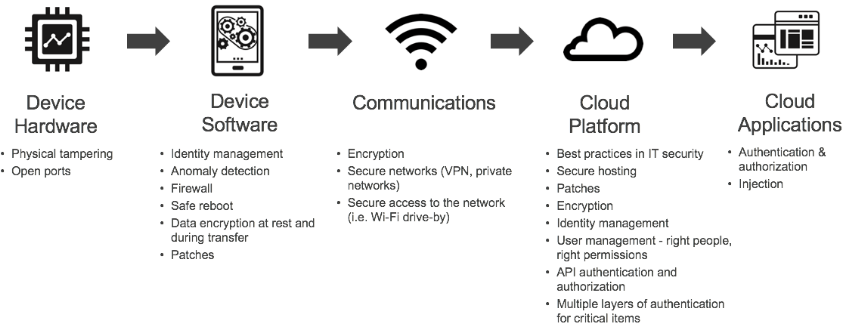 Device
Hardware
• Physical tampering
• Open ports
Device
Software
• Identity management
• Anomaly detection
• Firewall
• Safe reboot
• Data encryption at rest and
during transfer
• Patches
Communications
• Encryption
• Secure networks (VPN, private
networks)
• Secure access to the network
(i.e. Wi-Fi drive-by)
Cloud
Platform
• Best practices in IT security
• Secure hosting
• Patches
• Encryption
• Identity management
• User management - right people,
right permissions
• API authentication and
authorization
• Multiple layers of authentication
for critical items
Cloud
Applications
• Authentication &
authorization
• Injection